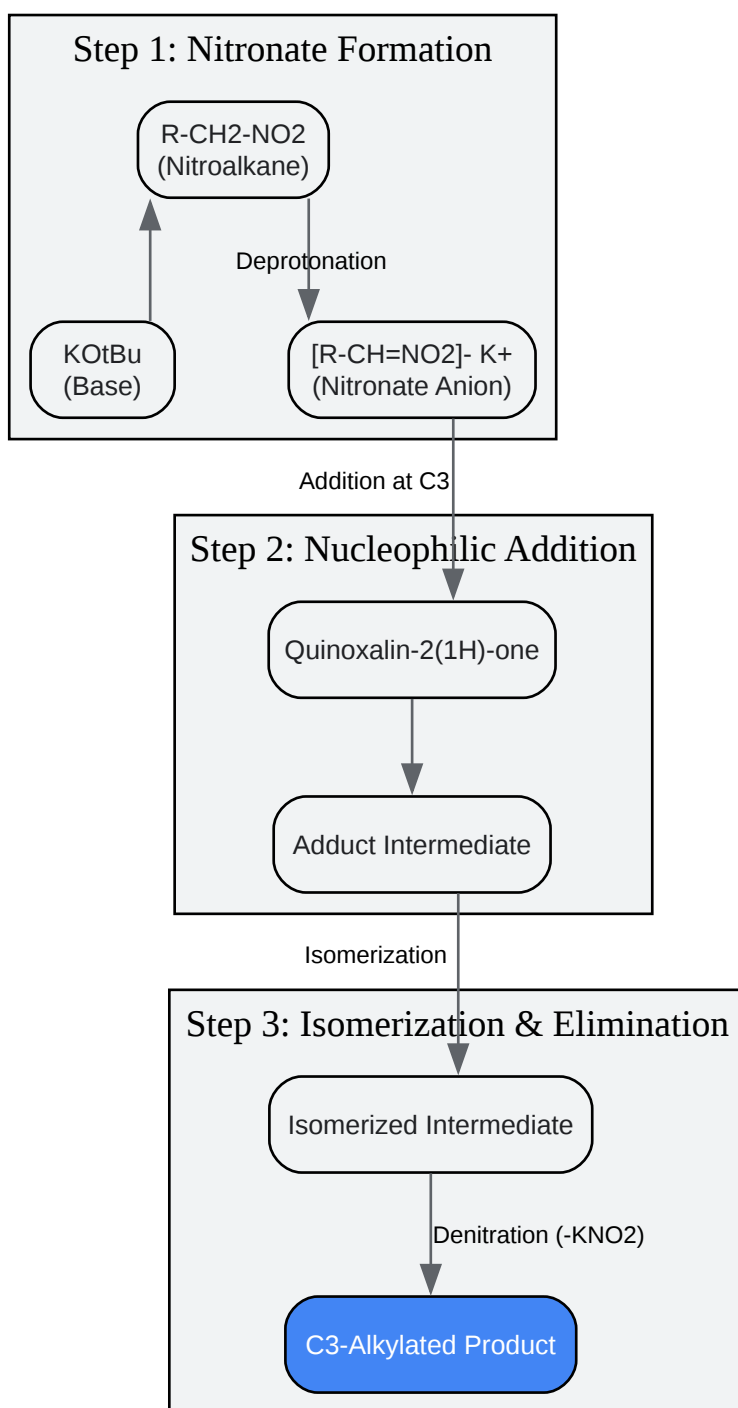 Step 1: Nitronate Formation
R-CH2-NO2
(Nitroalkane)
Deprotonation
KOtBu
(Base)
[R-CH=NO2]- K+
(Nitronate Anion)
Addition at C3
Step 2: Nucleophilic Addition
Quinoxalin-2(1H)-one
Adduct Intermediate
Isomerization
Step 3: Isomerization & Elimination
Isomerized Intermediate
Denitration (-KNO2)
C3-Alkylated Product